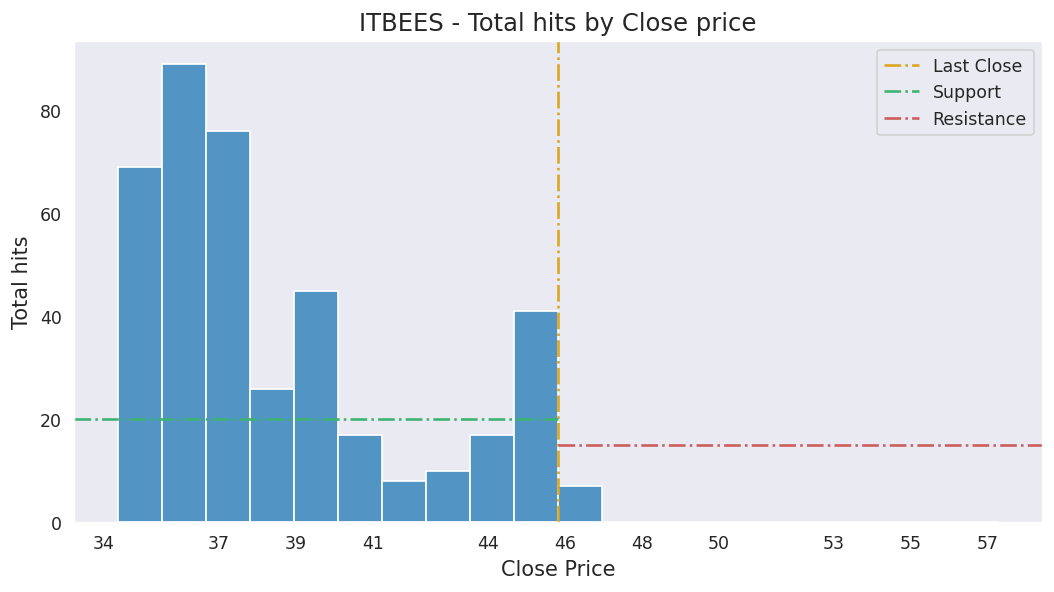 ITBEES - Total hits by Close price
Last Close
Support
Resistance
Total hits
80
60
40
20
0
34 37 39 41 44 46 48 50 53 55 57
Close Price